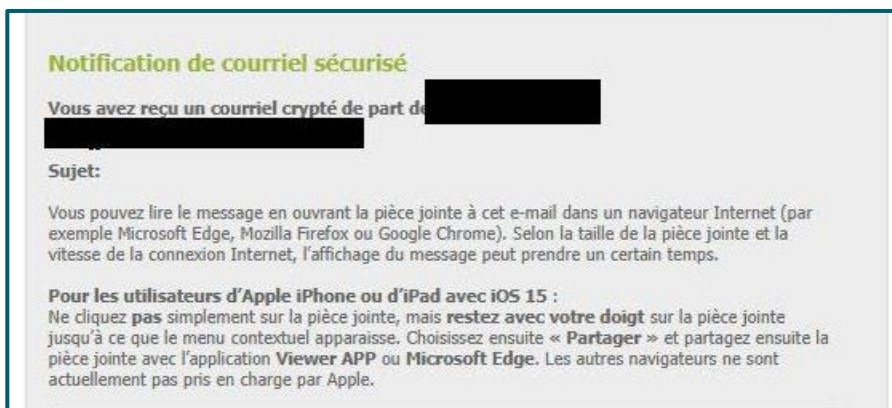 Notification de courriel sécurisé
Vous avez reçu un courriel crypté de part de
Sujet:
Vous pouvez lire le message en ouvrant la pièce jointe à cet e-mail dans un navigateur Internet (par
exemple Microsoft Edge, Mozilla Firefox ou Google Chrome). Selon la taille de la pièce jointe et la
vitesse de la connexion Internet, l'affichage du message peut prendre un certain temps.
Pour les utilisateurs d'Apple iPhone ou d'iPad avec iOS 15 :
Ne cliquez pas simplement sur la pièce jointe, mais restez avec votre doigt sur la pièce jointe
jusqu'à ce que le menu contextuel apparaisse. Choisissez ensuite « Partager » et partagez ensuite la
pièce jointe avec l'application Viewer APP ou Microsoft Edge. Les autres navigateurs ne sont
actuellement pas pris en charge par Apple.